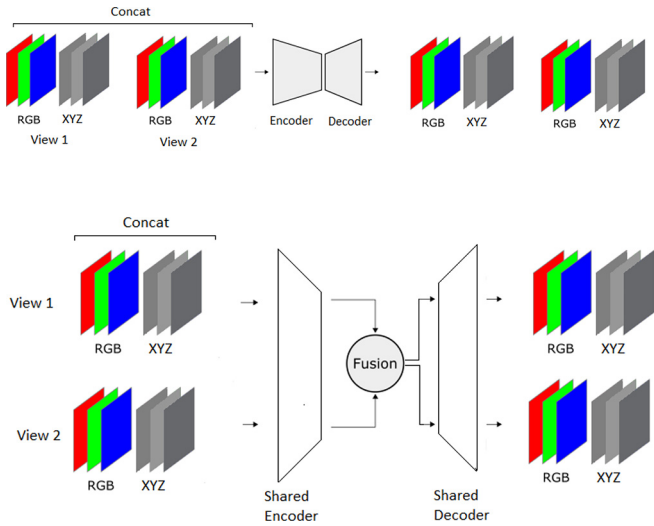 Concat
RGB
XYZ
RGB
XYZ
View 1
View 2
Encoder
Decoder
RGB
XYZ
RGB
XYZ
Concat
View 1
RGB
XYZ
View 2
RGB
XYZ
Fusion
Shared
Encoder
Shared
Decoder
RGB
XYZ
RGB
XYZ